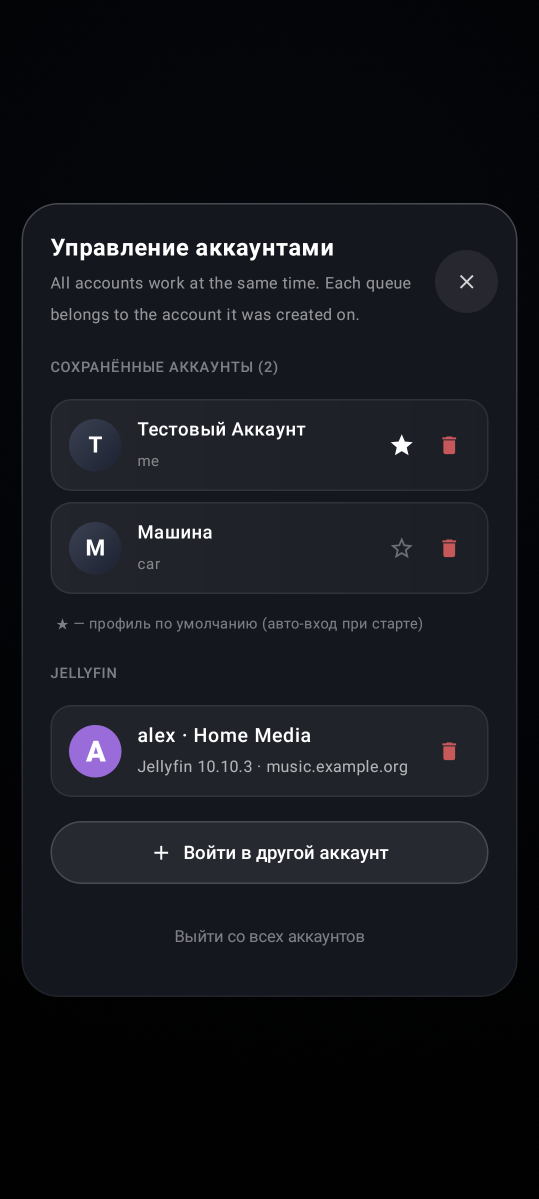 Управление аккаунтами
All accounts work at the same time. Each queue
belongs to the account it was created on.
СОХРАНЁННЫЕ АККАУНТЫ (2)
Т
Тестовый Аккаунт
me
М
Машина
car
★ — профиль по умолчанию (авто-вход при старте)
JELLYFIN
A
alex · Home Media
Jellyfin 10.10.3 · music.example.org
+ Войти в другой аккаунт
Выйти со всех аккаунтов